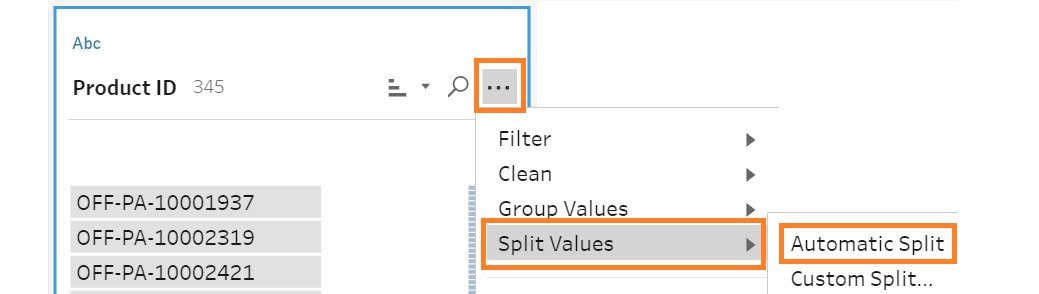 Abc
Product ID 345
Filter
Clean
Group Values
Split Values
Automatic Split
Custom Split...
OFF-PA-10001937
OFF-PA-10002319
OFF-PA-10002421